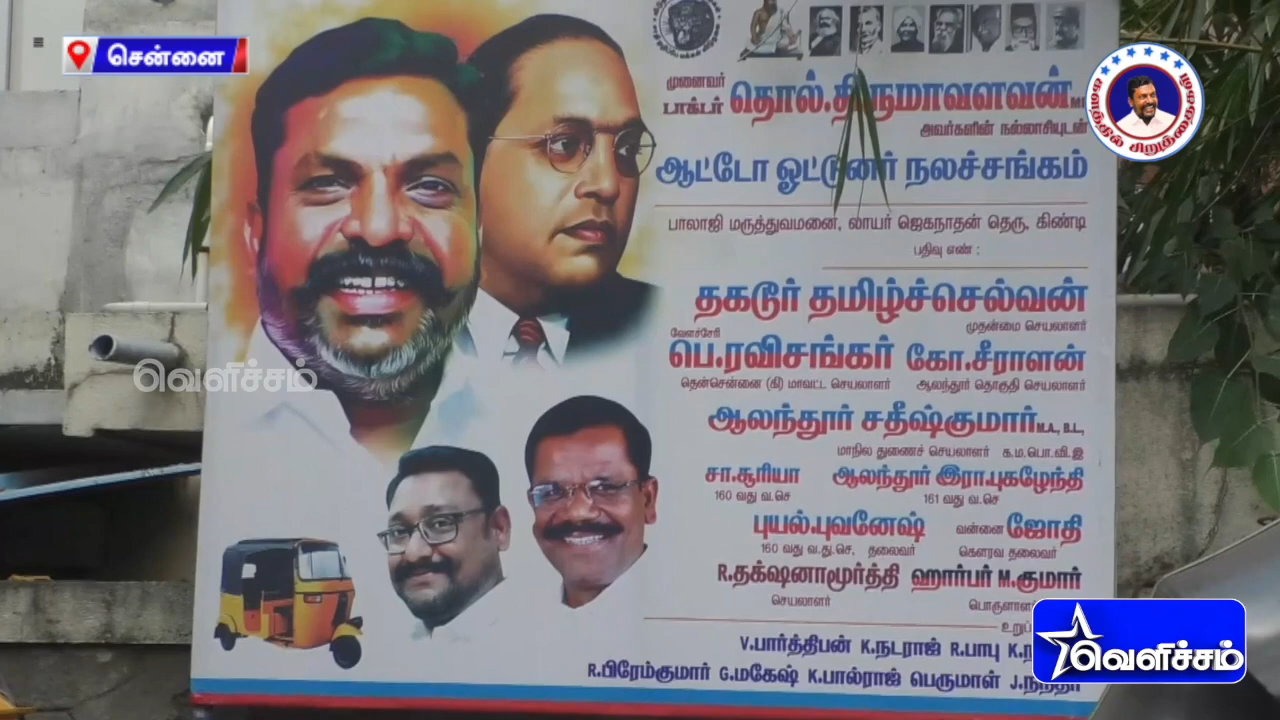 சென்னை
களத்தில் சிறுத்தைகள்
முனைவர்
டாக்டர் தொல்.திருமாவளவன்
அவர்களின் நல்லாசியுடன்
ஆட்டோ ஓட்டுனர் நலச்சங்கம்
பாலாஜி மருத்துவமனை, லாயர் ஜெகநாதன் தெரு, கிண்டி
பதிவு எண் :
தகடூர் தமிழ்ச்செல்வன்
முதன்மை செயலாளர்
வேளச்சேரி
பெ.ரவிசங்கர் கோ.சீராளன்
தென்சென்னை (கி) மாவட்ட செயலாளர் ஆலந்தூர் தொகுதி செயலாளர்
வெளிச்சம்
ஆலந்தூர் சதீஷ்குமார் M.A., B.L.,
மாநில துணைச் செயலாளர் க.ம.பொ.வி.இ
சா.சூரியா ஆலந்தூர் இரா.புகழேந்தி
160 வது வ.செ 161 வது வ.செ
புயல்.புவனேஷ் வண்ணை ஜோதி
160 வது வ.து.செ, தலைவர் கௌரவ தலைவர்
R.தக்ஷனாமூர்த்தி ஹார்பர் M.குமார்
செயலாளர்
V.பார்த்திபன் K.நடராஜ் R.பாபு
R.பிரேம்குமார் G.மகேஷ் K.பால்ராஜ் பெருமாள்
வெளிச்சம்